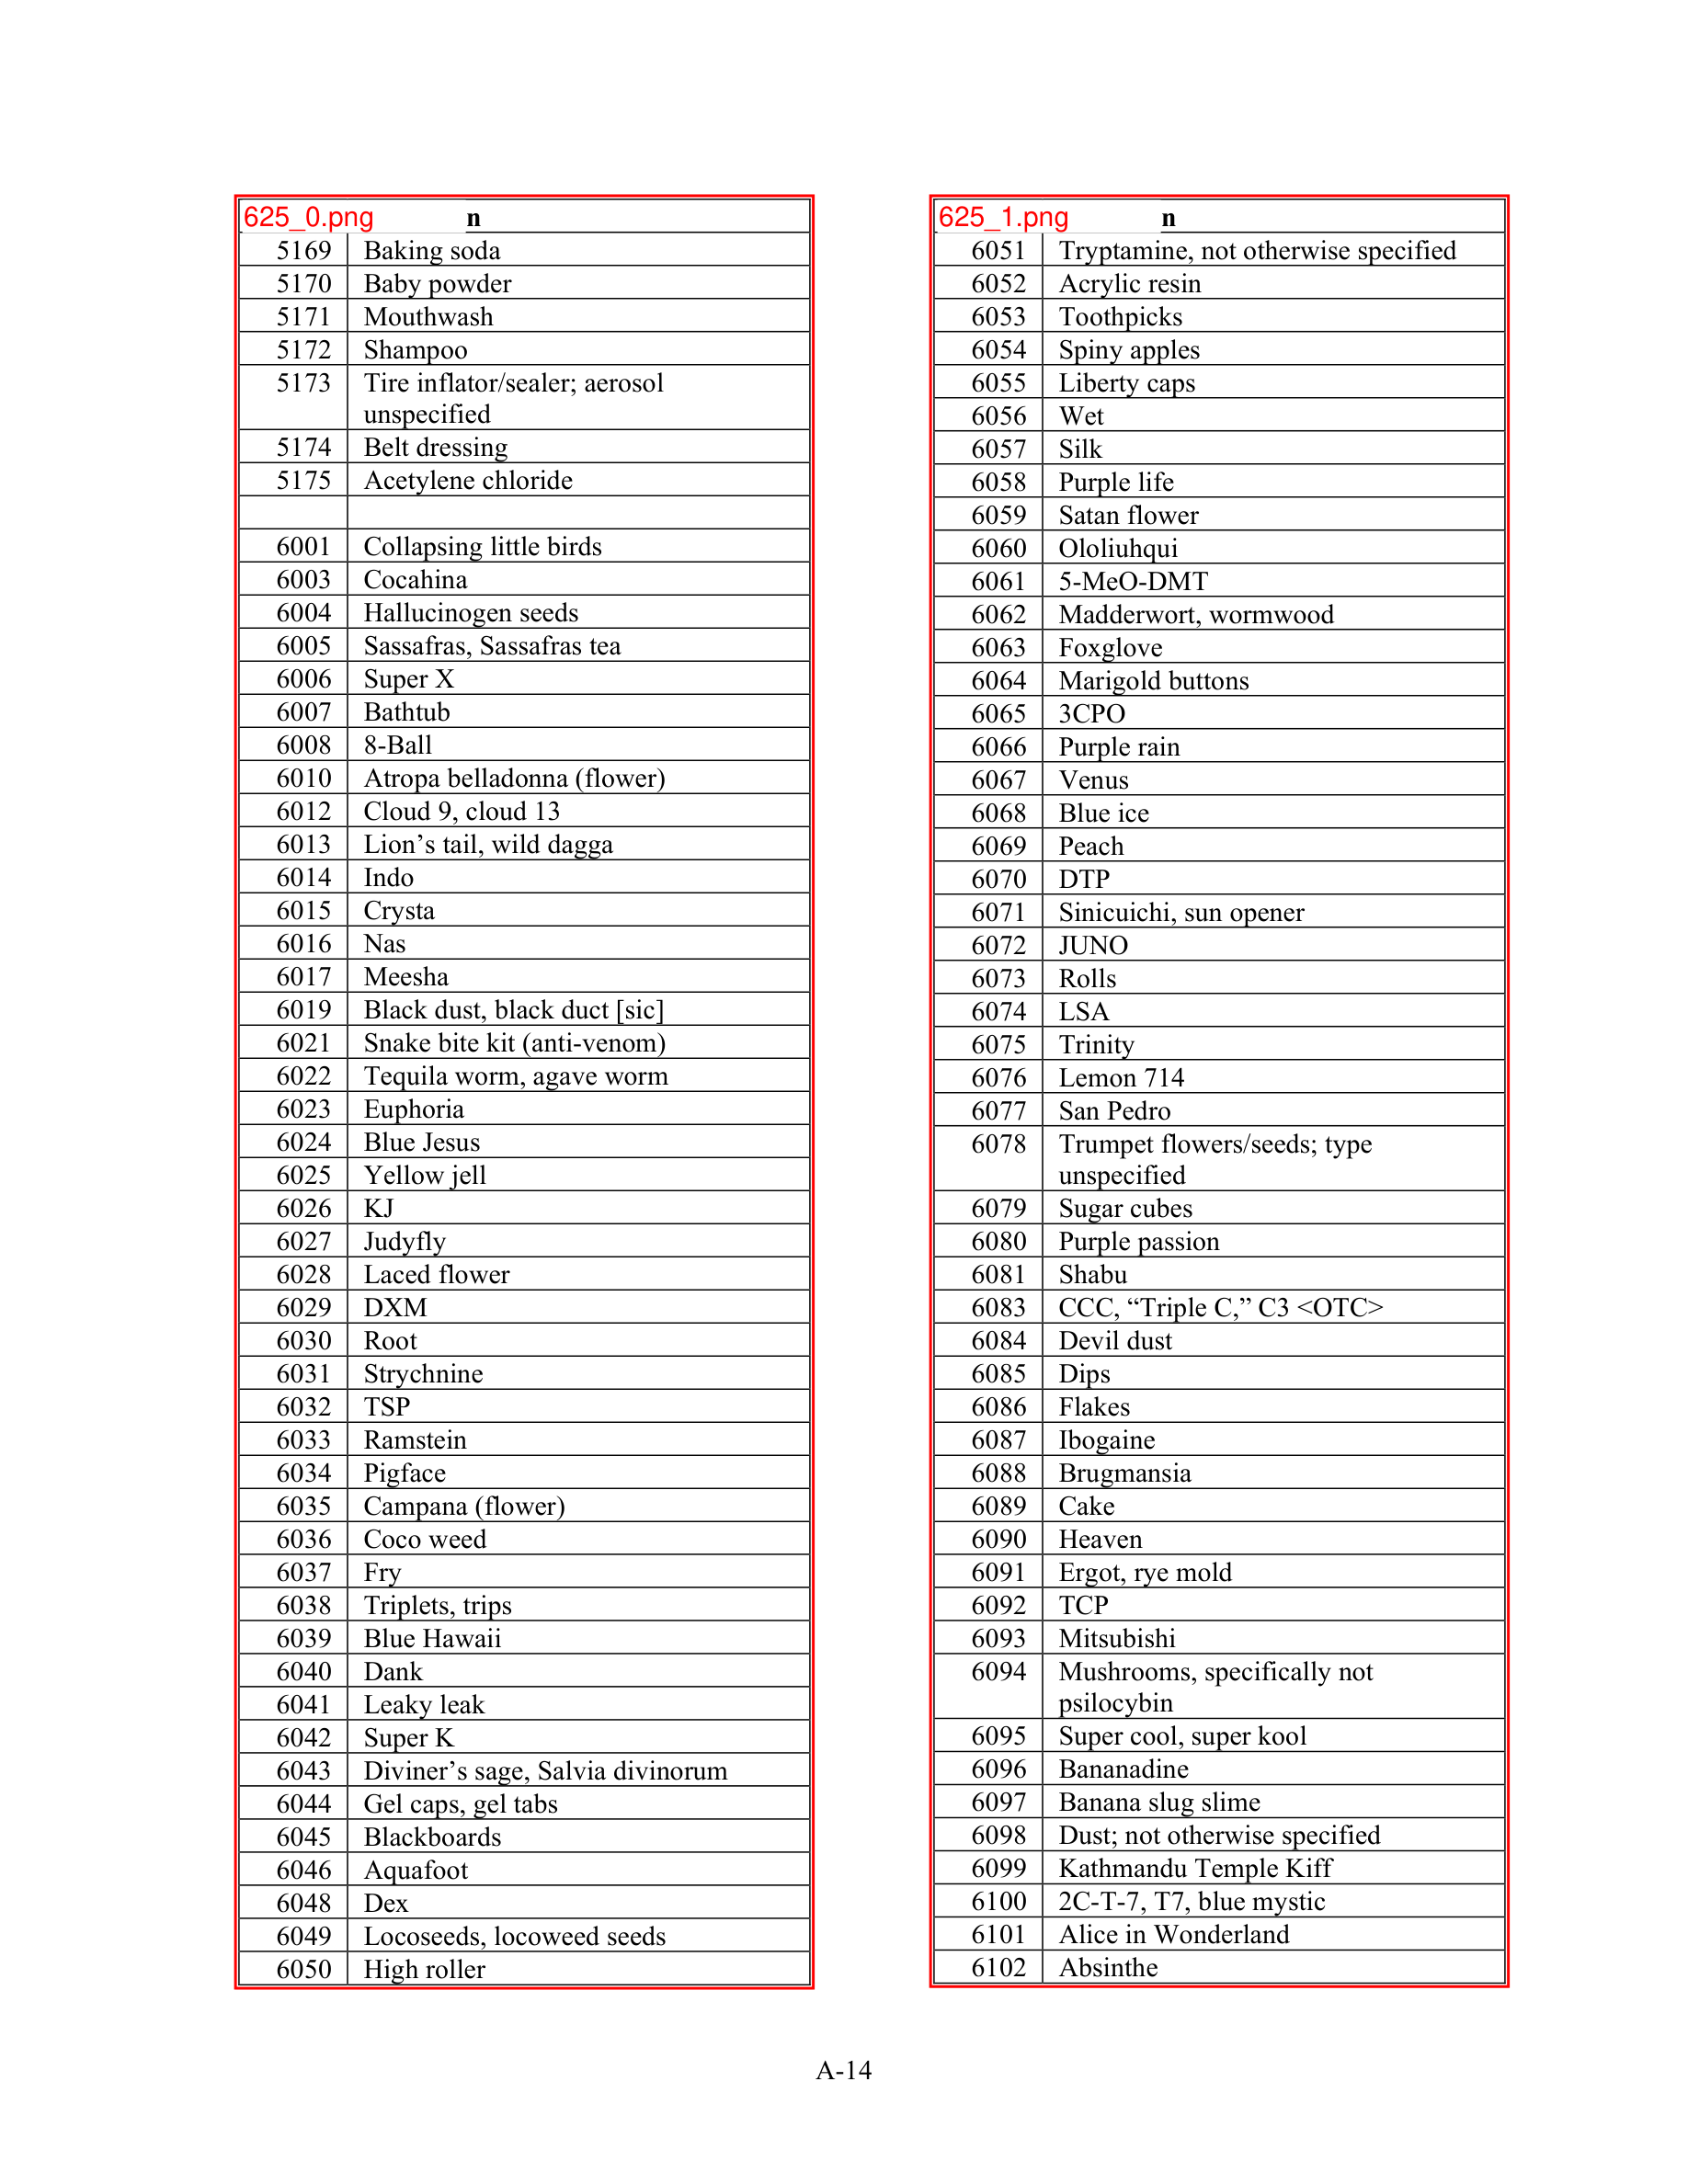 625_0.png n
5169 Baking soda
5170 Baby powder
5171 Mouthwash
5172 Shampoo
5173 Tire inflator/sealer; aerosol
unspecified
5174 Belt dressing
5175 Acetylene chloride
6001 Collapsing little birds
6003 Cocahina
6004 Hallucinogen seeds
6005 Sassafras, Sassafras tea
6006 Super X
6007 Bathtub
6008 8-Ball
6010 Atropa belladonna (flower)
6012 Cloud 9, cloud 13
6013 Lion’s tail, wild dagga
6014 Indo
6015 Crysta
6016 Nas
6017 Meesha
6019 Black dust, black duct [sic]
6021 Snake bite kit (anti-venom)
6022 Tequila worm, agave worm
6023 Euphoria
6024 Blue Jesus
6025 Yellow jell
6026 KJ
6027 Judyfly
6028 Laced flower
6029 DXM
6030 Root
6031 Strychnine
6032 TSP
6033 Ramstein
6034 Pigface
6035 Campana (flower)
6036 Coco weed
6037 Fry
6038 Triplets, trips
6039 Blue Hawaii
6040 Dank
6041 Leaky leak
6042 Super K
6043 Diviner’s sage, Salvia divinorum
6044 Gel caps, gel tabs
6045 Blackboards
6046 Aquafoot
6048 Dex
6049 Locoseeds, locoweed seeds
6050 High roller
625_1.png n
6051 Tryptamine, not otherwise specified
6052 Acrylic resin
6053 Toothpicks
6054 Spiny apples
6055 Liberty caps
6056 Wet
6057 Silk
6058 Purple life
6059 Satan flower
6060 Ololiuhqui
6061 5-MeO-DMT
6062 Madderwort, wormwood
6063 Foxglove
6064 Marigold buttons
6065 3CPO
6066 Purple rain
6067 Venus
6068 Blue ice
6069 Peach
6070 DTP
6071 Sinicuichi, sun opener
6072 JUNO
6073 Rolls
6074 LSA
6075 Trinity
6076 Lemon 714
6077 San Pedro
6078 Trumpet flowers/seeds; type
unspecified
6079 Sugar cubes
6080 Purple passion
6081 Shabu
6083 CCC, “Triple C,” C3 <OTC>
6084 Devil dust
6085 Dips
6086 Flakes
6087 Ibogaine
6088 Brugmansia
6089 Cake
6090 Heaven
6091 Ergot, rye mold
6092 TCP
6093 Mitsubishi
6094 Mushrooms, specifically not
psilocybin
6095 Super cool, super kool
6096 Bananadine
6097 Banana slug slime
6098 Dust; not otherwise specified
6099 Kathmandu Temple Kiff
6100 2C-T-7, T7, blue mystic
6101 Alice in Wonderland
6102 Absinthe
A-14